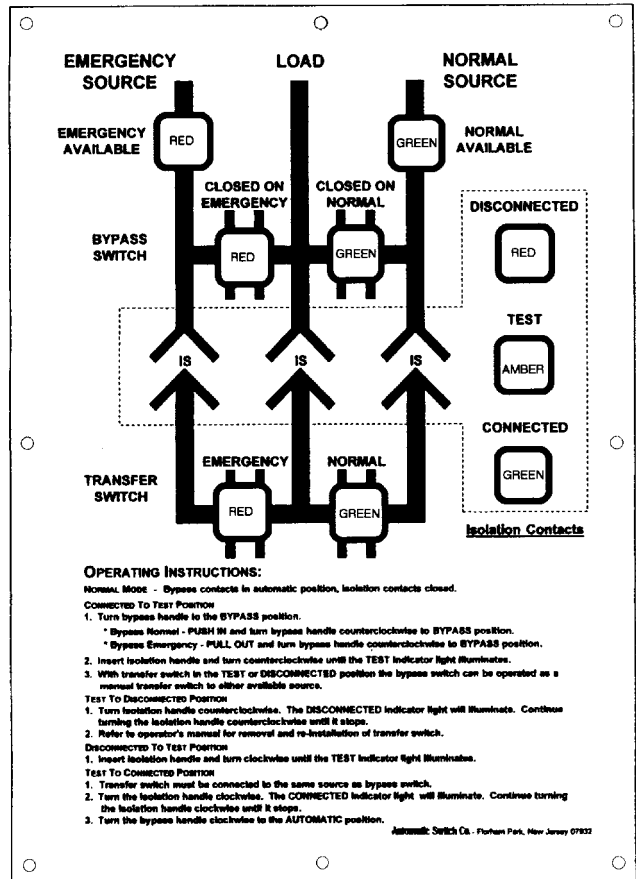 EMERGENCY
SOURCE
LOAD
NORMAL
SOURCE
EMERGENCY
AVAILABLE
RED
GREEN
NORMAL
AVAILABLE
CLOSED ON
EMERGENCY
CLOSED ON
NORMAL
DISCONNECTED
BYPASS
SWITCH
RED
GREEN
RED
TEST
IS
IS
IS
AMBER
CONNECTED
EMERGENCY
NORMAL
TRANSFER
SWITCH
RED
GREEN
GREEN
Isolation Contacts
OPERATING INSTRUCTIONS:
NORMAL MODE - Bypass contacts in automatic position, isolation contacts closed.
CONNECTED TO TEST POSITION
1. Turn bypass handle to the BYPASS position.
* Bypass Normal - PUSH IN and turn bypass handle counterclockwise to BYPASS position.
* Bypass Emergency - PULL OUT and turn bypass handle counterclockwise to BYPASS position.
2. Insert isolation handle and turn counterclockwise until the TEST indicator light illuminates.
3. With transfer switch in the TEST or DISCONNECTED position the bypass switch can be operated as a
manual transfer switch to either available source.
TEST TO DISCONNECTED POSITION
1. Turn isolation handle counterclockwise. The DISCONNECTED indicator light will illuminate. Continue
turning the isolation handle counterclockwise until it stops.
2. Refer to operator's manual for removal and re-installation of transfer switch.
DISCONNECTED TO TEST POSITION
1. Insert isolation handle and turn clockwise until the TEST indicator light illuminates.
TEST TO CONNECTED POSITION
1. Transfer switch must be connected to the same source as bypass switch.
2. Turn the isolation handle clockwise. The CONNECTED indicator light will illuminate. Continue turning
the isolation handle clockwise until it stops.
3. Turn the bypass handle clockwise to the AUTOMATIC position.
Automatic Switch Co. - Florham Park, New Jersey 07932